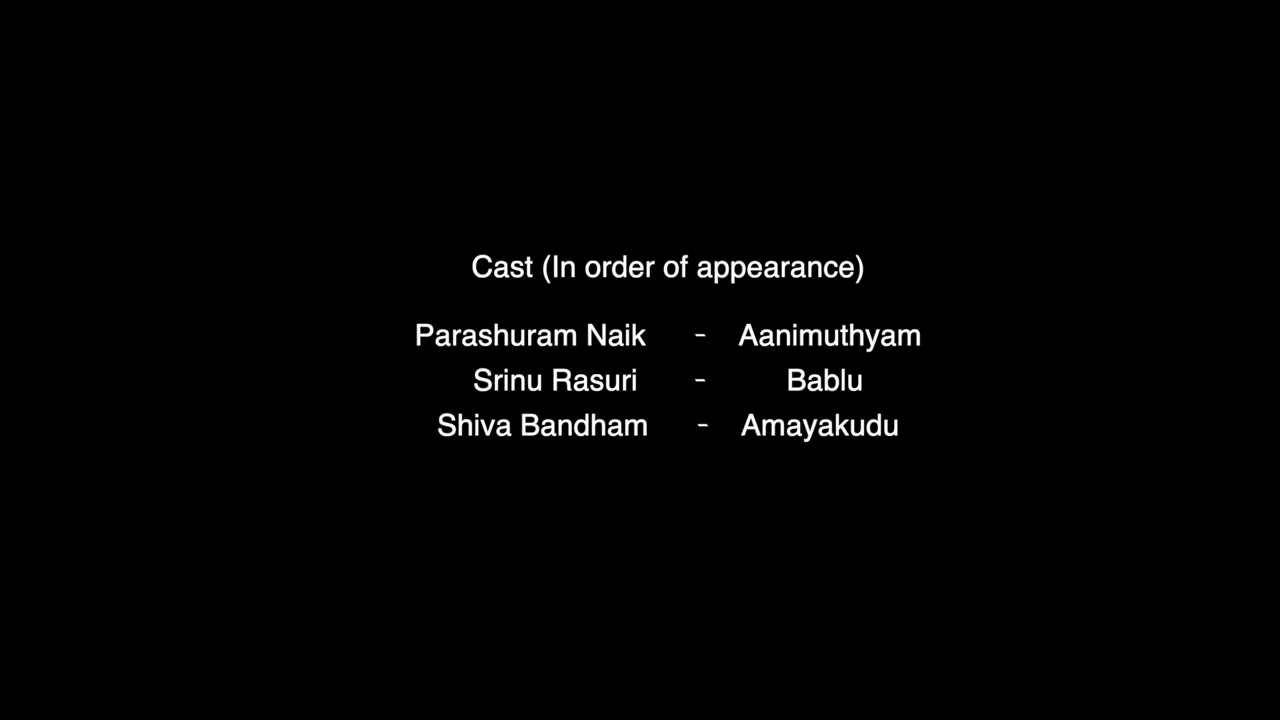 Cast (In order of appearance)
Parashuram Naik - Aanimuthyam
Srinu Rasuri - Bablu
Shiva Bandham - Amayakudu